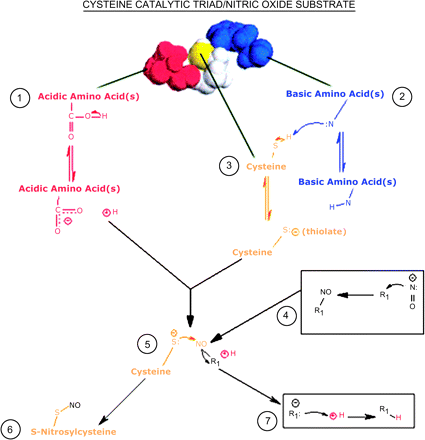 CYSTEINE CATALYTIC TRIAD/NITRIC OXIDE SUBSTRATE
1
Acidic Amino Acid(s)
C O H
O
Basic Amino Acid(s)
2
:N
H
S
3
Cysteine
Acidic Amino Acid(s)
C O
O
⊖
⊕ H
Basic Amino Acid(s)
H N
S: ⊖ (thiolate)
Cysteine
4
NO
R1
R1
⊖
N:
O
5
⊖
S: NO
R1
⊕ H
Cysteine
6
NO
S
S-Nitrosylcysteine
7
⊖
R1: ⊕ H R1 H